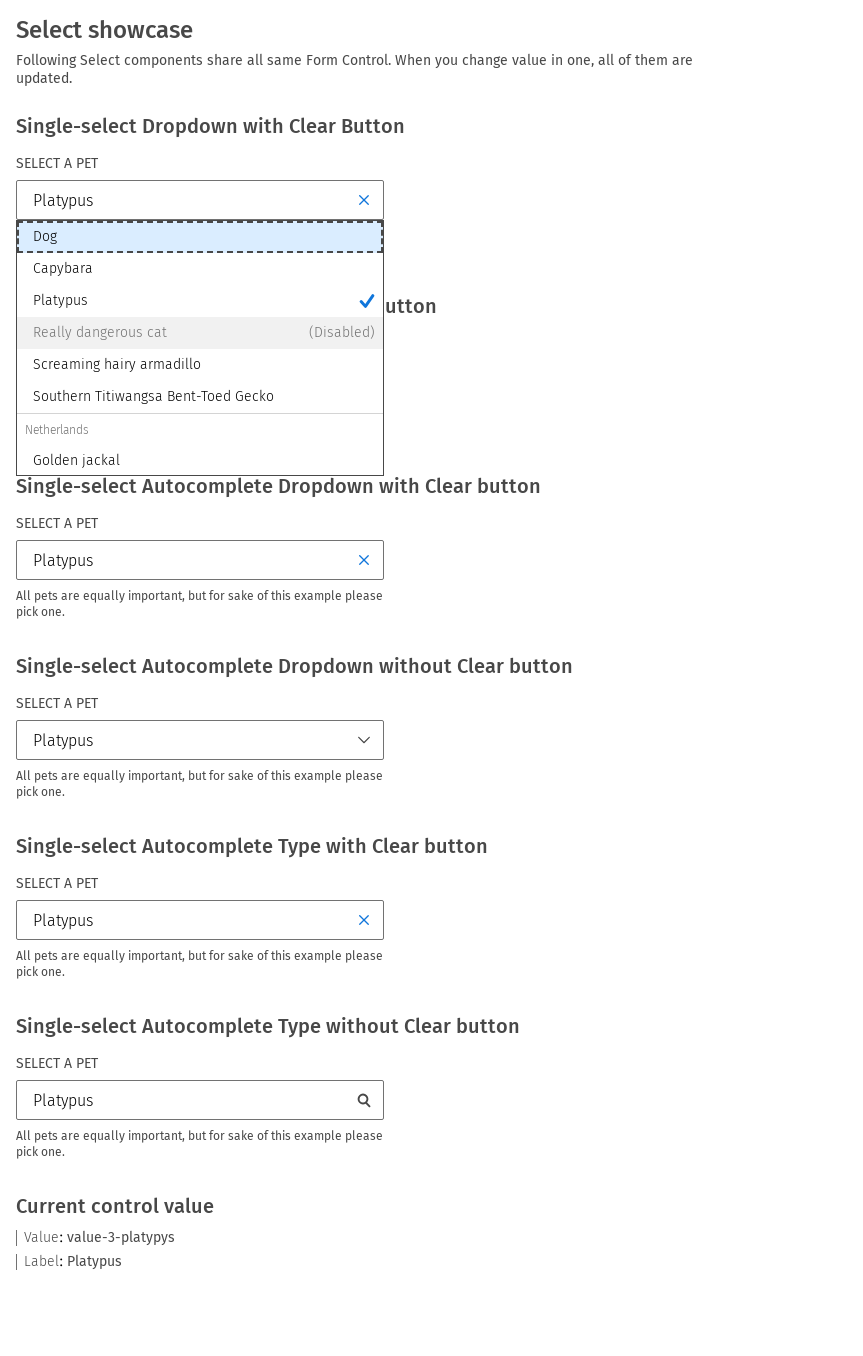 Select showcase
Following Select components share all same Form Control. When you change value in one, all of them are
updated.
Single-select Dropdown with Clear Button
SELECT A PET
Platypus
Dog
Capybara
utton
Platypus
Really dangerous cat (Disabled)
Screaming hairy armadillo
Southern Titiwangsa Bent-Toed Gecko
Netherlands
Golden jackal
Single-select Autocomplete Dropdown with Clear button
SELECT A PET
Platypus
All pets are equally important, but for sake of this example please
pick one.
Single-select Autocomplete Dropdown without Clear button
SELECT A PET
Platypus
All pets are equally important, but for sake of this example please
pick one.
Single-select Autocomplete Type with Clear button
SELECT A PET
Platypus
All pets are equally important, but for sake of this example please
pick one.
Single-select Autocomplete Type without Clear button
SELECT A PET
Platypus
All pets are equally important, but for sake of this example please
pick one.
Current control value
Value: value-3-platypys
Label: Platypus